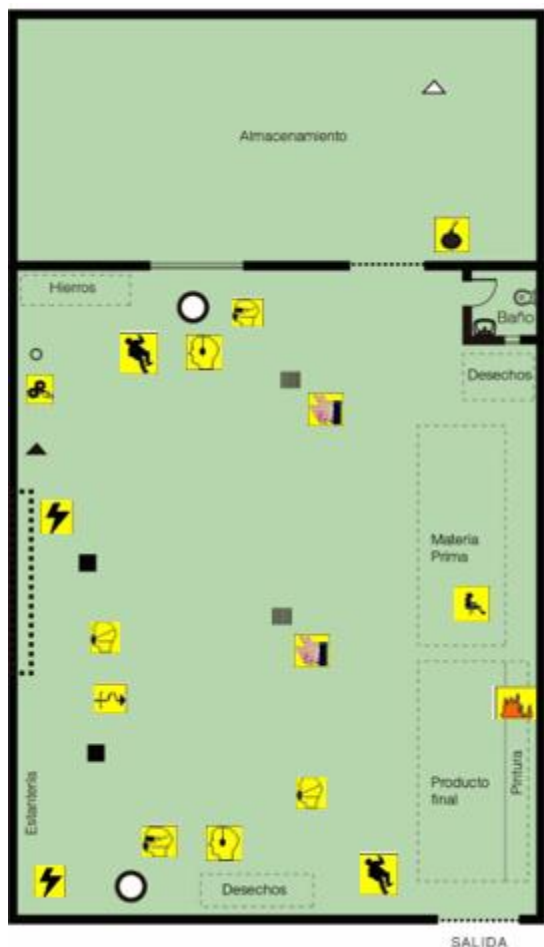 Almacenamiento
Hierros
Baño
Desechos
Materia
Prima
Estantería
Producto
final
Pintura
Desechos
SALIDA